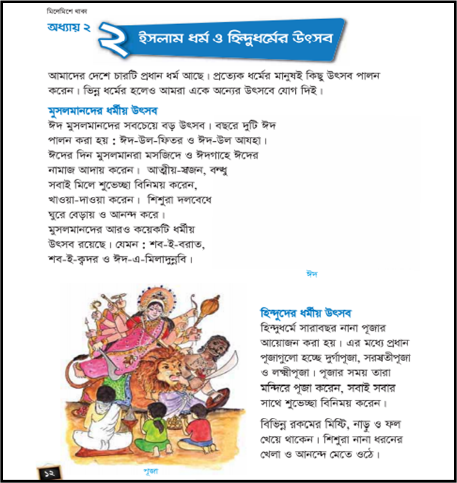 মিলেমিশে থাকা
অধ্যায় ২
২ ইসলাম ধর্ম ও হিন্দুধর্মের উৎসব
আমাদের দেশে চারটি প্রধান ধর্ম আছে। প্রত্যেক ধর্মের মানুষই কিছু উৎসব পালন
করেন। ভিন্ন ধর্মের হলেও আমরা একে অন্যের উৎসবে যোগ দিই।
মুসলমানদের ধর্মীয় উৎসব
ঈদ মুসলমানদের সবচেয়ে বড় উৎসব। বছরে দুটি ঈদ
পালন করা হয় : ঈদ-উল-ফিতর ও ঈদ-উল আযহা।
ঈদের দিন মুসলমানরা মসজিদে ও ঈদগাহে ঈদের
নামাজ আদায় করেন। আত্মীয়-স্বজন, বন্ধু
সবাই মিলে শুভেচ্ছা বিনিময় করেন,
খাওয়া-দাওয়া করেন। শিশুরা দলবেধে
ঘুরে বেড়ায় ও আনন্দ করে।
মুসলমানদের আরও কয়েকটি ধর্মীয়
উৎসব রয়েছে। যেমন : শব-ই-বরাত,
শব-ই-ক্বদর ও ঈদ-এ-মিলাদুন্নবি।
ঈদ
হিন্দুদের ধর্মীয় উৎসব
হিন্দুধর্মে সারাবছর নানা পূজার
আয়োজন করা হয়। এর মধ্যে প্রধান
পূজাগুলো হচ্ছে দুর্গাপূজা, সরস্বতীপূজা
ও লক্ষ্মীপূজা। পূজার সময় তারা
মন্দিরে পূজা করেন, সবাই সবার
সাথে শুভেচ্ছা বিনিময় করেন।
বিভিন্ন রকমের মিষ্টি, নাড়ু ও ফল
খেয়ে থাকেন। শিশুরা নানা ধরনের
খেলা ও আনন্দে মেতে ওঠে।
পূজা
১২